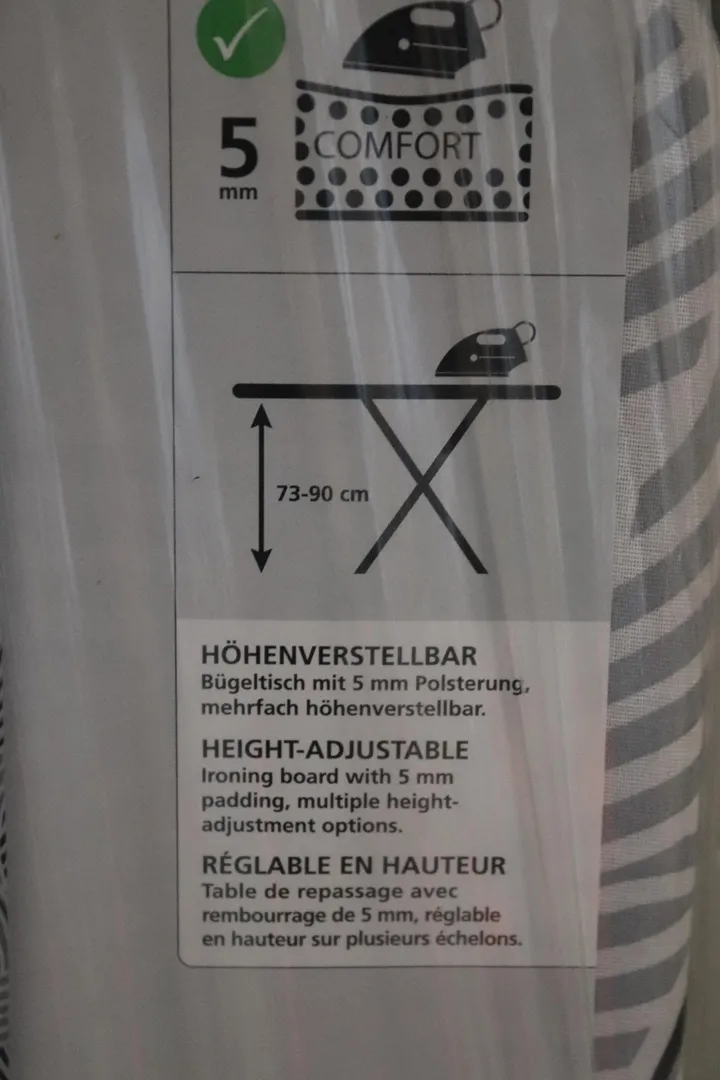 5
mm
COMFORT
73-90 cm
HÖHENVERSTELLBAR
Bügeltisch mit 5 mm Polsterung,
mehrfach höhenverstellbar.
HEIGHT-ADJUSTABLE
Ironing board with 5 mm
padding, multiple height-
adjustment options.
RÉGLABLE EN HAUTEUR
Table de repassage avec
rembourrage de 5 mm, réglable
en hauteur sur plusieurs échelons.